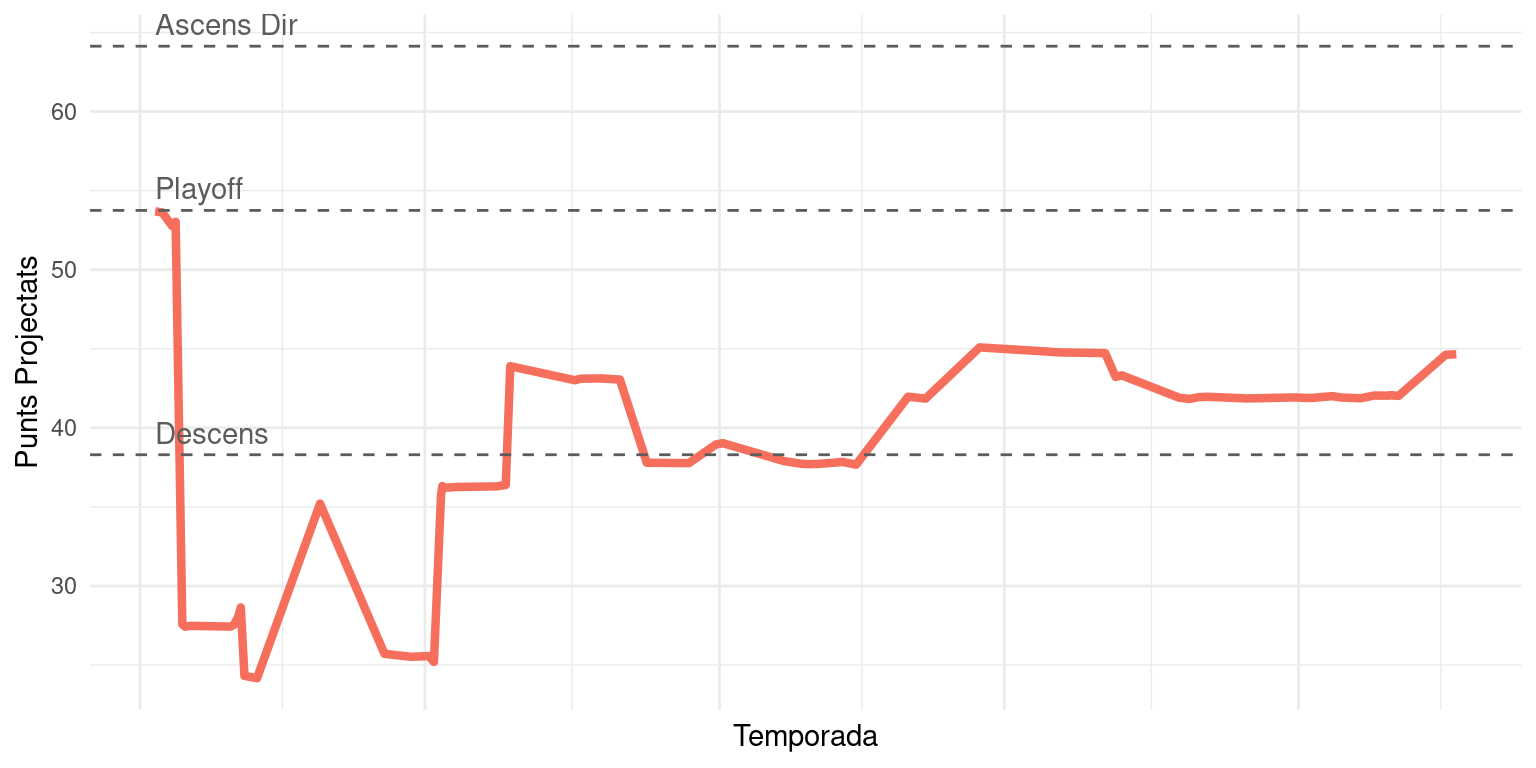 Ascens Dir
60
Playoff
50
Punts Projectats
40
Descens
30
Temporada